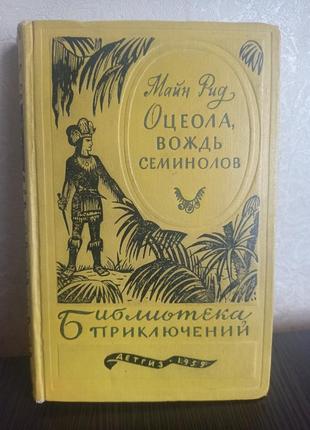 Майн Рид
Оцеола,
вождь
семинолов
Библиотека
приключений
ДЕТГИЗ · 1959